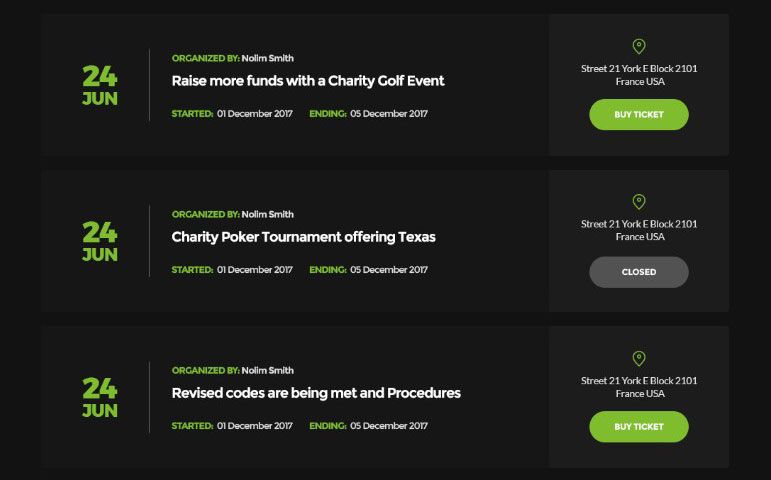 24
JUN
ORGANIZED BY: Nolim Smith
Raise more funds with a Charity Golf Event
STARTED: 01 December 2017 ENDING: 05 December 2017
Street 21 York E Block 2101
France USA
BUY TICKET
24
JUN
ORGANIZED BY: Nolim Smith
Charity Poker Tournament offering Texas
STARTED: 01 December 2017 ENDING: 05 December 2017
Street 21 York E Block 2101
France USA
CLOSED
24
JUN
ORGANIZED BY: Nolim Smith
Revised codes are being met and Procedures
STARTED: 01 December 2017 ENDING: 05 December 2017
Street 21 York E Block 2101
France USA
BUY TICKET